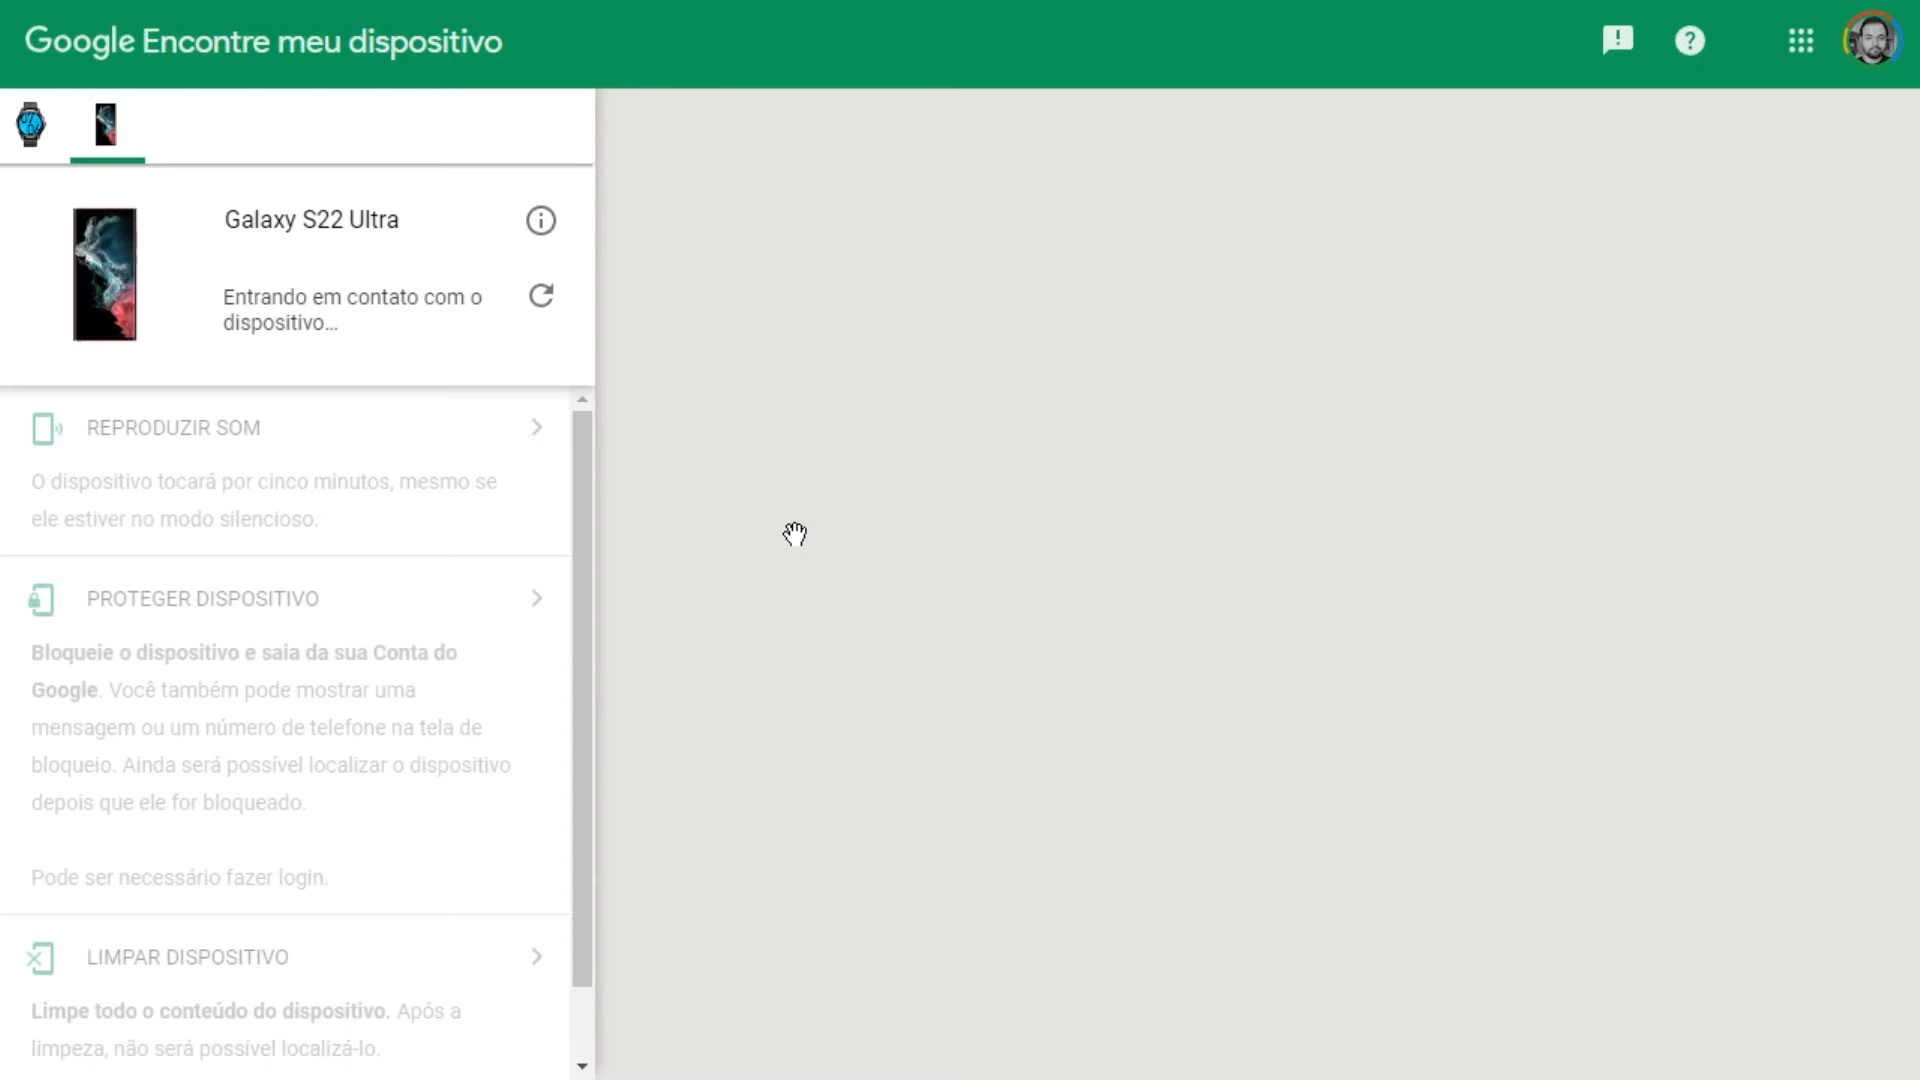 Google Encontre meu dispositivo
Galaxy S22 Ultra
Entrando em contato com o
dispositivo...
REPRODUZIR SOM
O dispositivo tocará por cinco minutos, mesmo se
ele estiver no modo silencioso.
PROTEGER DISPOSITIVO
Bloqueie o dispositivo e saia da sua Conta do
Google. Você também pode mostrar uma
mensagem ou um número de telefone na tela de
bloqueio. Ainda será possível localizar o dispositivo
depois que ele for bloqueado.
Pode ser necessário fazer login.
LIMPAR DISPOSITIVO
Limpe todo o conteúdo do dispositivo. Após a
limpeza, não será possível localizá-lo.